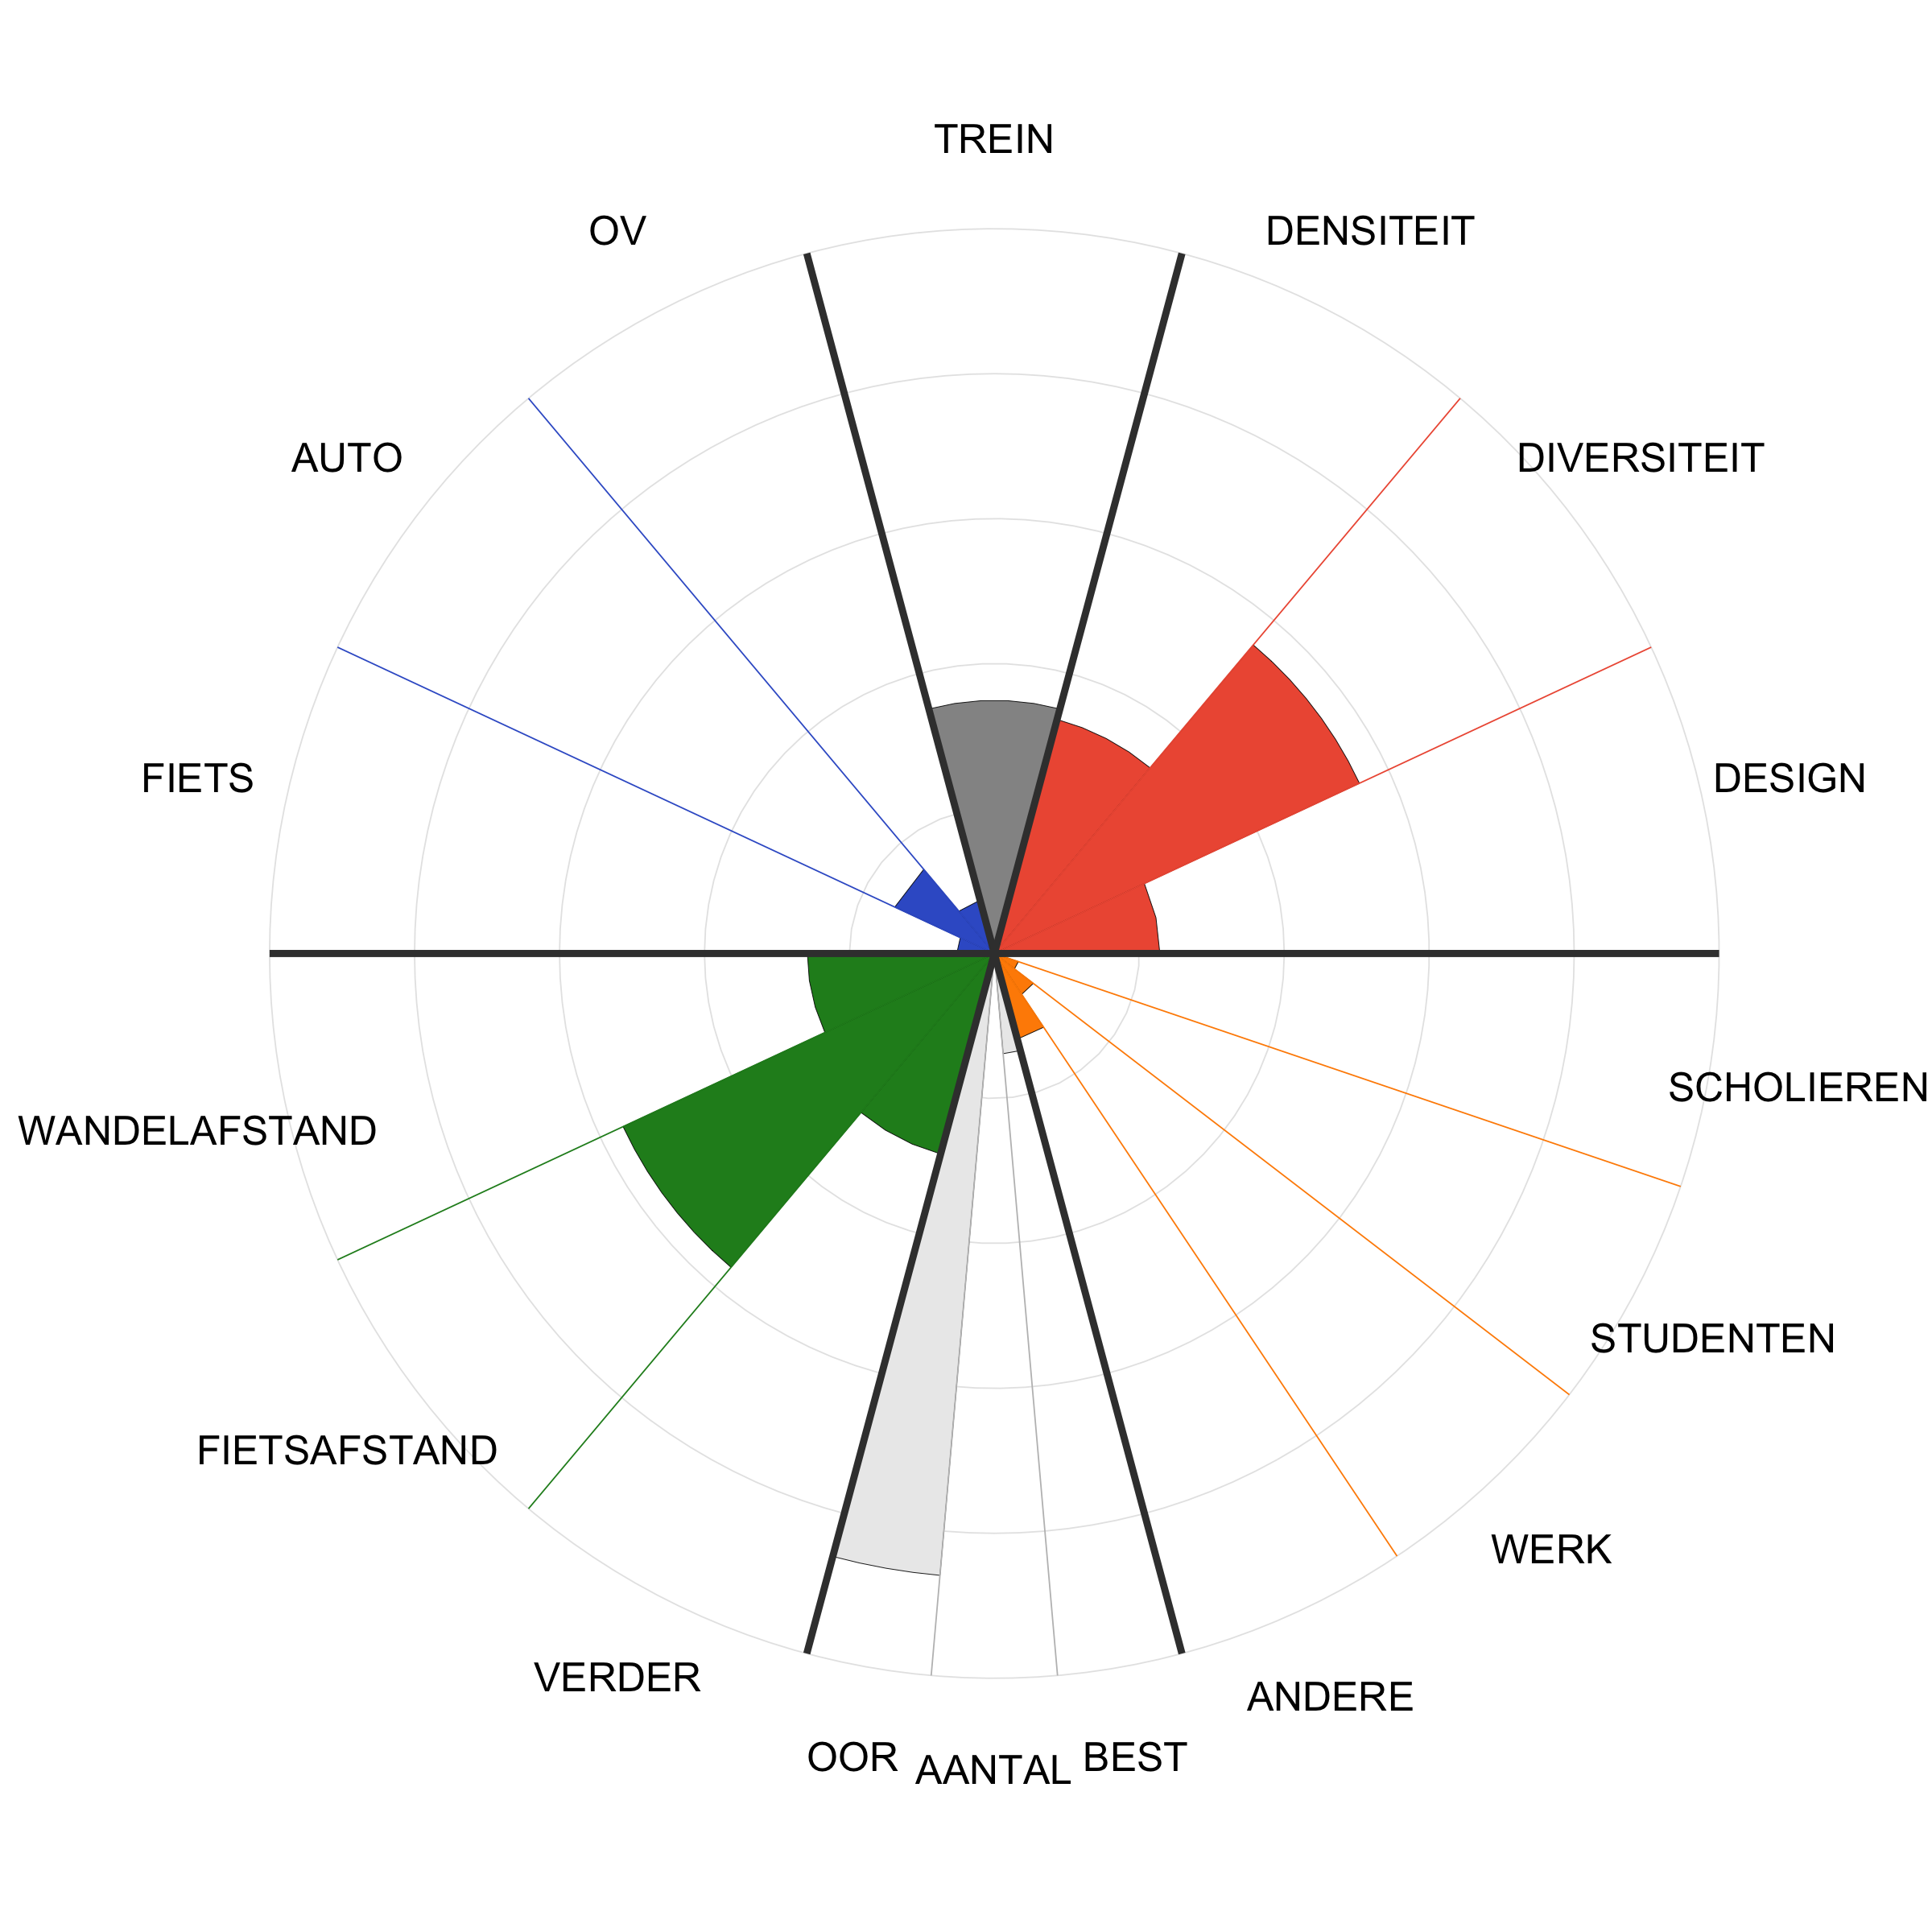 TREIN
OV
DENSITEIT
AUTO
DIVERSITEIT
FIETS
DESIGN
SCHOLIEREN
WANDELAFSTAND
STUDENTEN
FIETSAFSTAND
WERK
VERDER
ANDERE
OOR
AANTAL
BEST